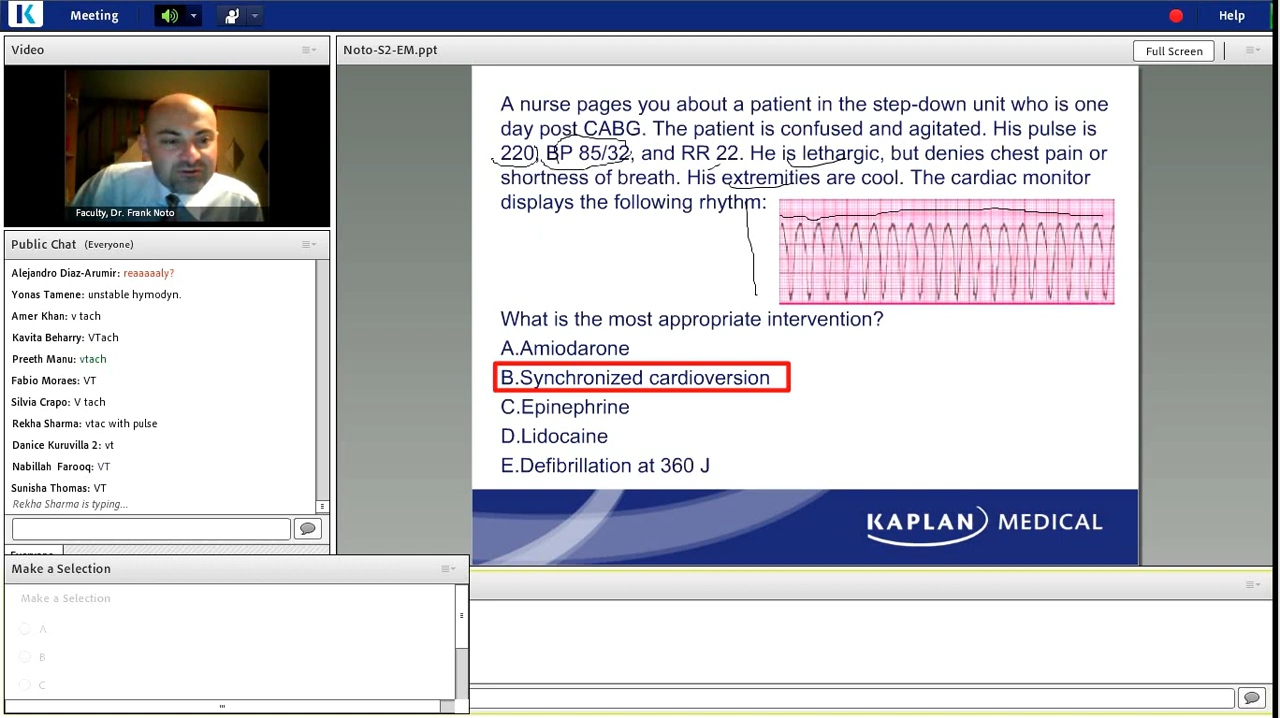 Meeting
Help
Video
Faculty, Dr. Frank Noto
Public Chat (Everyone)
Alejandro Diaz-Arumir: reaaaaaly?
Yonas Tamene: unstable hymodyn.
Amer Khan: v tach
Kavita Beharry: VTach
Preeth Manu: vtach
Fabio Moraes: VT
Silvia Crapo: V tach
Rekha Sharma: vtac with pulse
Danice Kuruvilla 2: vt
Nabillah Farooq: VT
Sunisha Thomas: VT
Rekha Sharma is typing...
Everyone
Make a Selection
Make a Selection
A
B
C
Noto-S2-EM.ppt
Full Screen
A nurse pages you about a patient in the step-down unit who is one
day post CABG. The patient is confused and agitated. His pulse is
220, BP 85/32, and RR 22. He is lethargic, but denies chest pain or
shortness of breath. His extremities are cool. The cardiac monitor
displays the following rhythm:
What is the most appropriate intervention?
A.Amiodarone
B.Synchronized cardioversion
C.Epinephrine
D.Lidocaine
E.Defibrillation at 360 J
KAPLAN MEDICAL